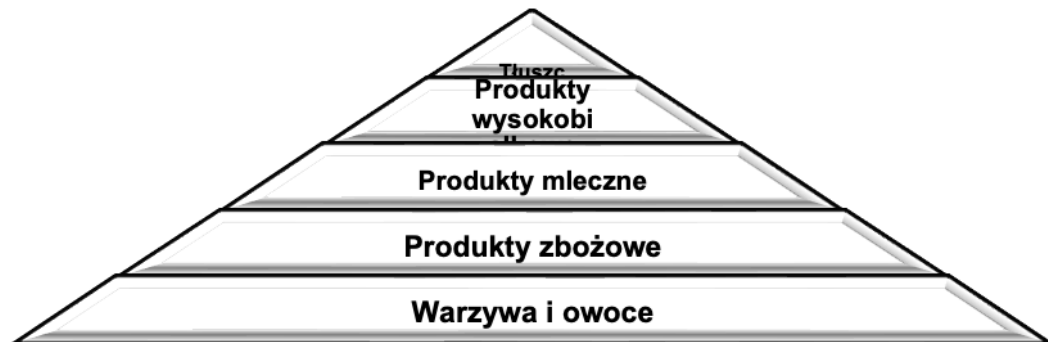 Tłuszc
Produkty
wysokobi
Produkty mleczne
Produkty zbożowe
Warzywa i owoce